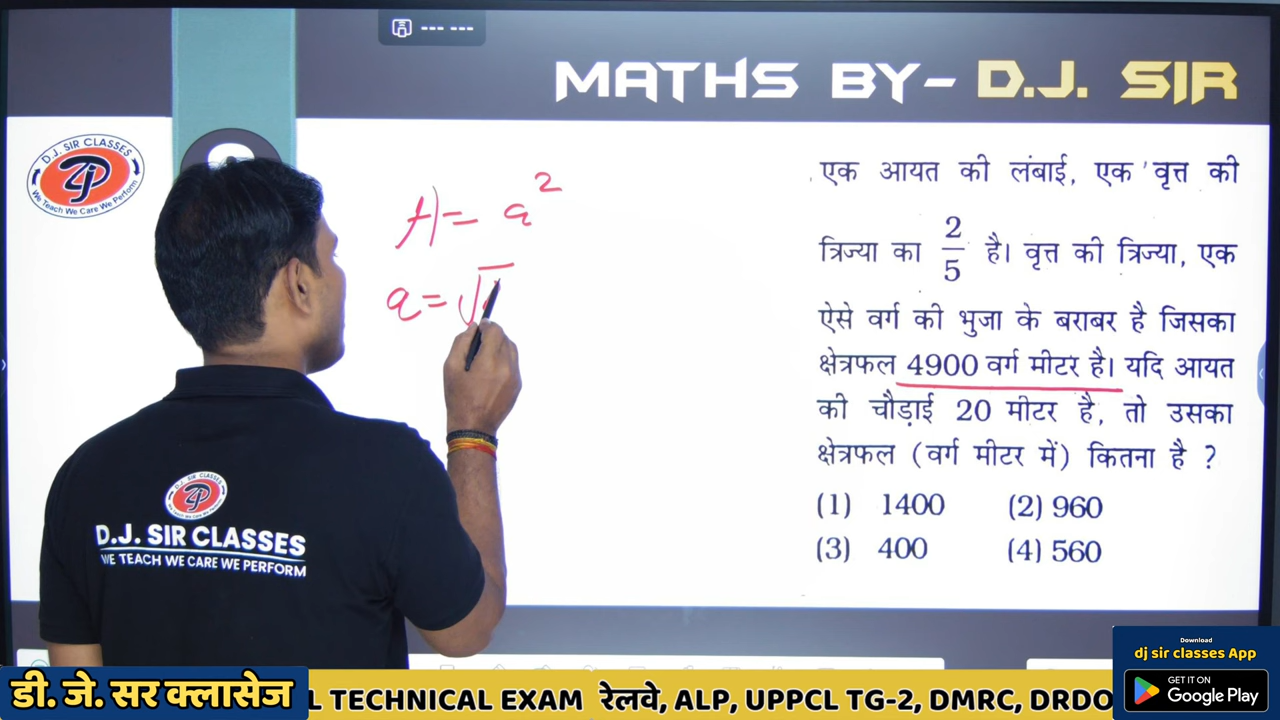 MATHS BY- D.J. SIR
D.J. SIR CLASSES
We Teach We Care We Perform
A = a²
a = √
एक आयत की लंबाई, एक वृत्त की
त्रिज्या का 2/5 है। वृत्त की त्रिज्या, एक
ऐसे वर्ग की भुजा के बराबर है जिसका
क्षेत्रफल 4900 वर्ग मीटर है। यदि आयत
की चौड़ाई 20 मीटर है, तो उसका
क्षेत्रफल (वर्ग मीटर में) कितना है ?
(1) 1400 (2) 960
(3) 400 (4) 560
D.J. SIR CLASSES
D.J. SIR CLASSES
WE TEACH WE CARE WE PERFORM
Download
dj sir classes App
GET IT ON
Google Play
डी. जे. सर क्लासेज
L TECHNICAL EXAM रेलवे, ALP, UPPCL TG-2, DMRC, DRDO